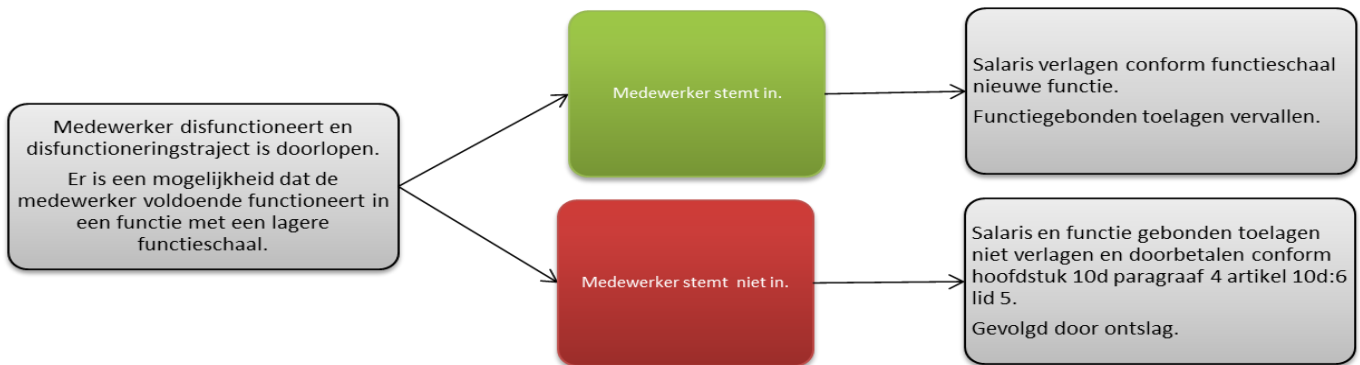 Medewerker disfunctioneert en
disfunctioneringstraject is doorlopen.
Er is een mogelijkheid dat de
medewerker voldoende functioneert in
een functie met een lagere
functieschaal.
Medewerker stemt in.
Salaris verlagen conform functieschaal
nieuwe functie.
Functiegebonden toelagen vervallen.
Medewerker stemt niet in.
Salaris en functie gebonden toelagen
niet verlagen en doorbetalen conform
hoofdstuk 10d paragraaf 4 artikel 10d:6
lid 5.
Gevolgd door ontslag.